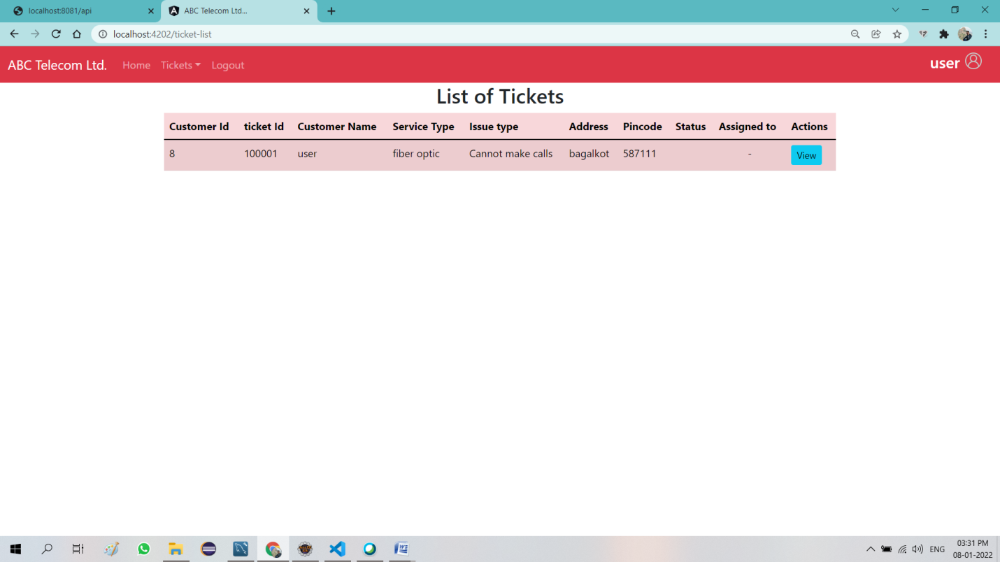 localhost:8081/api
ABC Telecom Ltd...
localhost:4202/ticket-list
ABC Telecom Ltd. Home Tickets Logout user
List of Tickets
Customer Id ticket Id Customer Name Service Type Issue type Address Pincode Status Assigned to Actions
8 100001 user fiber optic Cannot make calls bagalkot 587111 - View
ENG
03:31 PM
08-01-2022